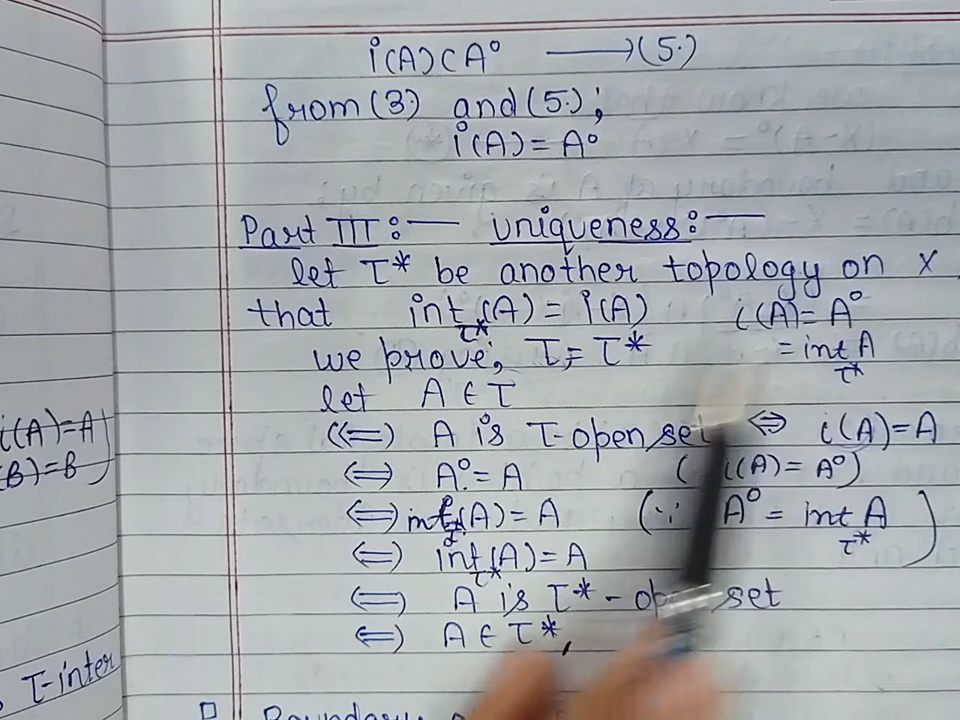 i(A)⊂A° ⟶(5.)
from (3.) and (5.);
i(A) = A°
Part III :— uniqueness:—
let τ* be another topology on X
that int_τ*(A) = i(A) i(A) = A°
we prove, τ = τ* = int_τ* A
let A ∈ τ
(⇐) A is τ-open set ⇔ i(A) = A
i(A) = A
(⇔) A° = A (i(A) = A°)
(B) = B
(⇔) int_τ(A) = A (∵ A° = int_τ* A)
(⇔) int_τ*(A) = A
(⇔) A is τ* - open set
(⇔) A ∈ τ*,
τ-inter